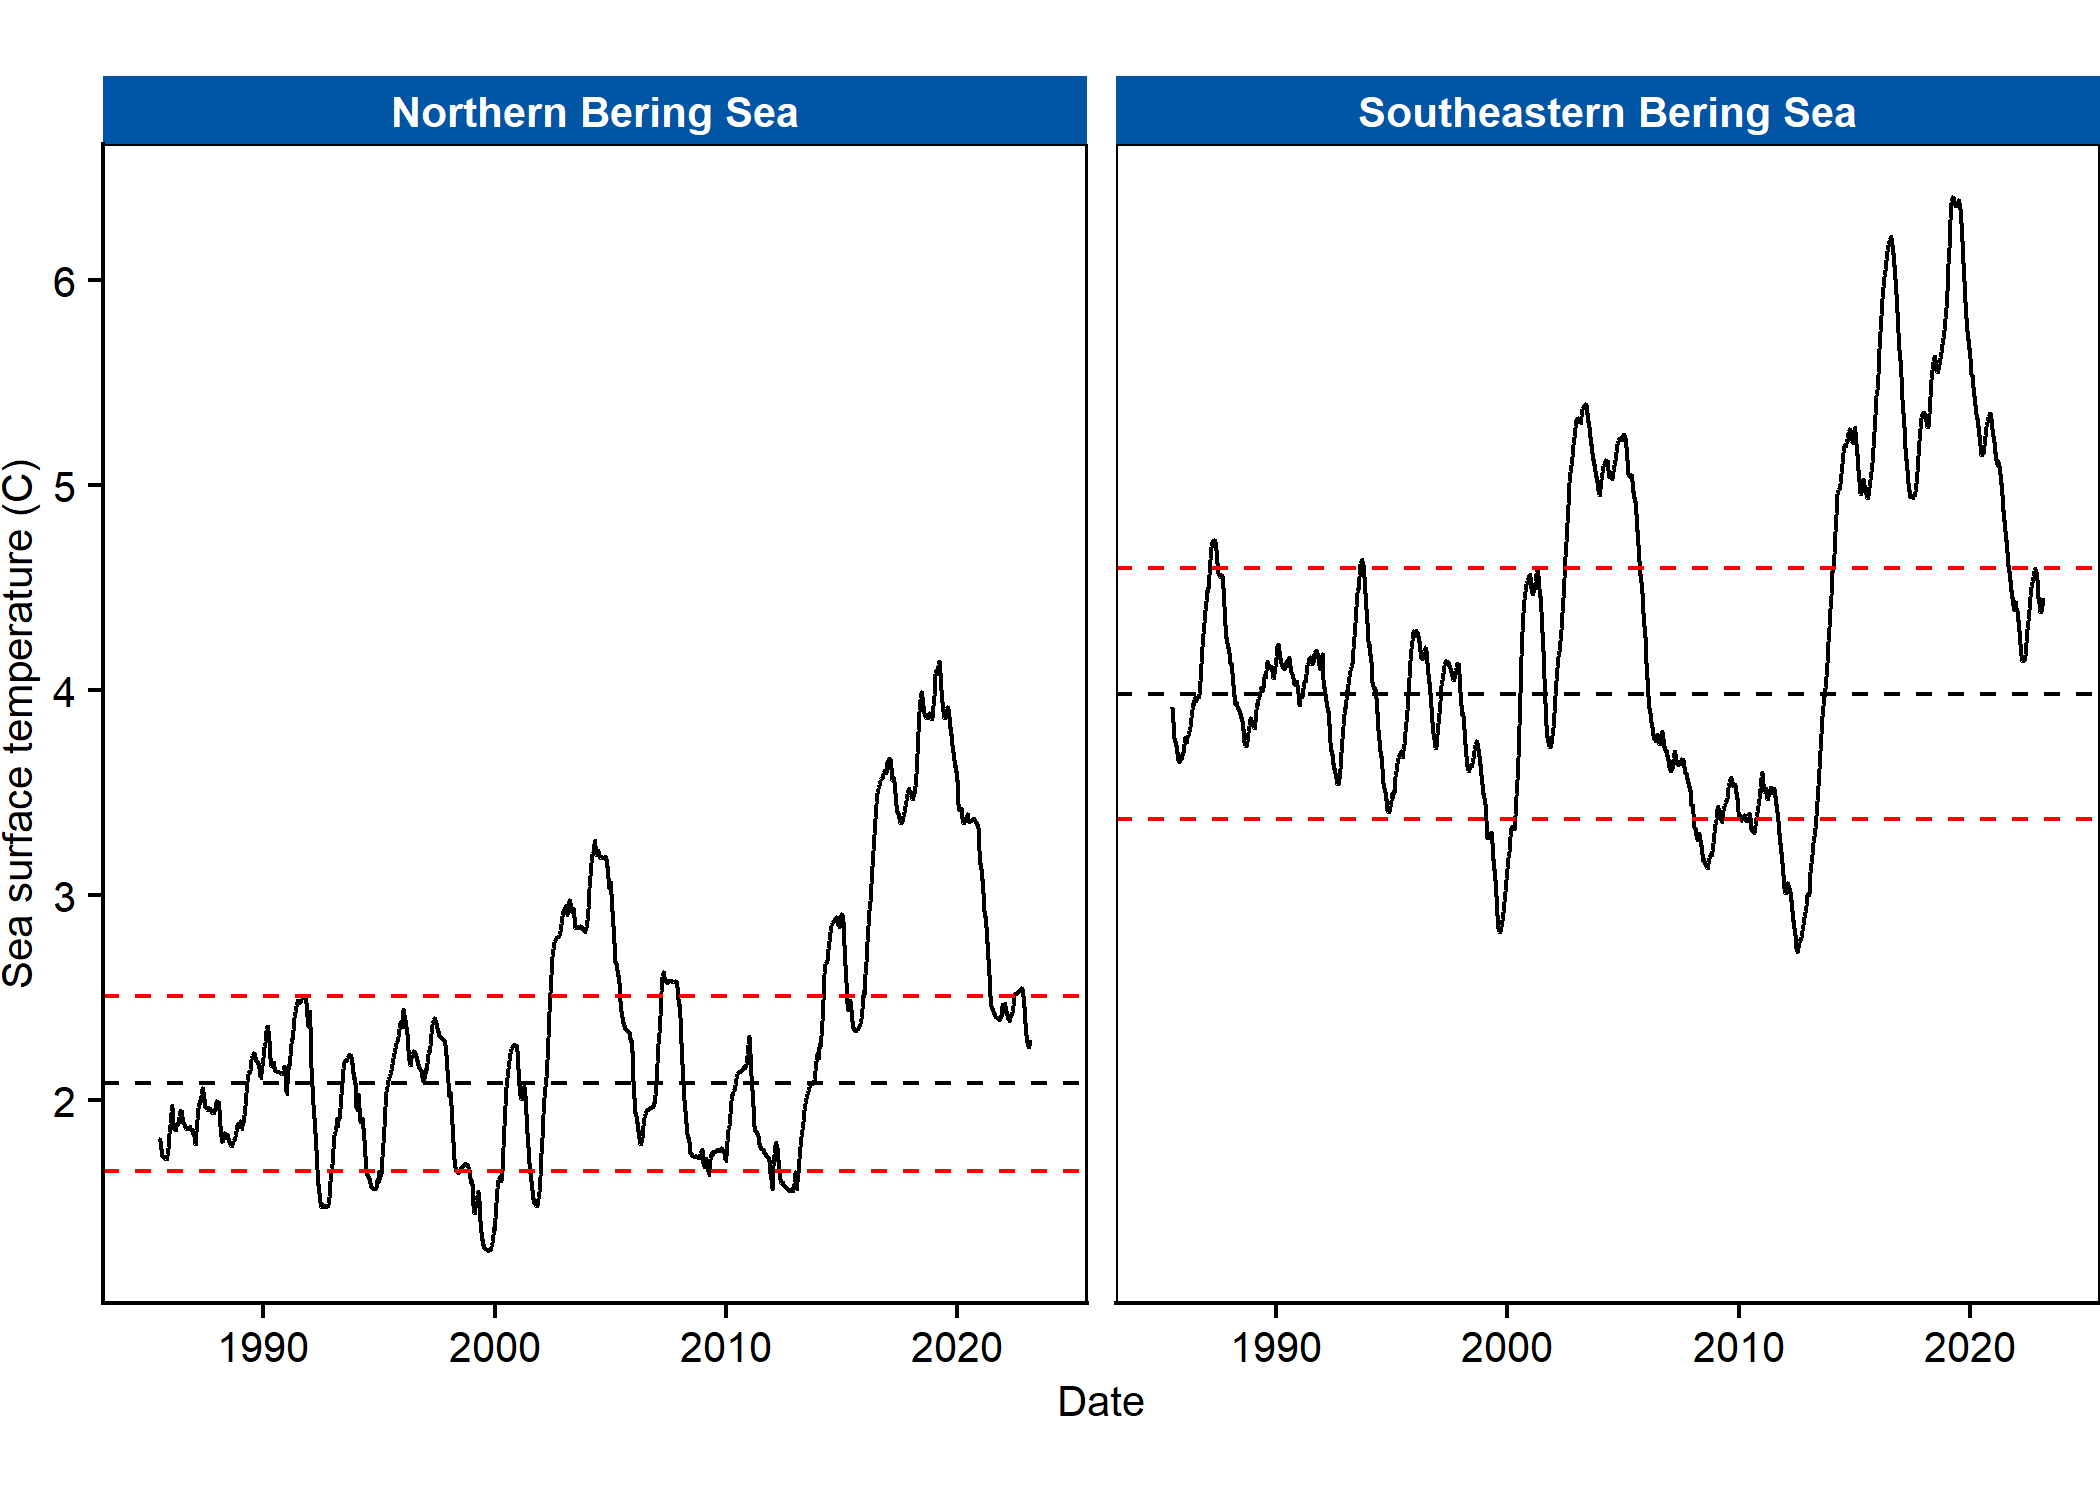 Northern Bering Sea
Southeastern Bering Sea
Sea surface temperature (C)
6
5
4
3
2
1990 2000 2010 2020
1990 2000 2010 2020
Date